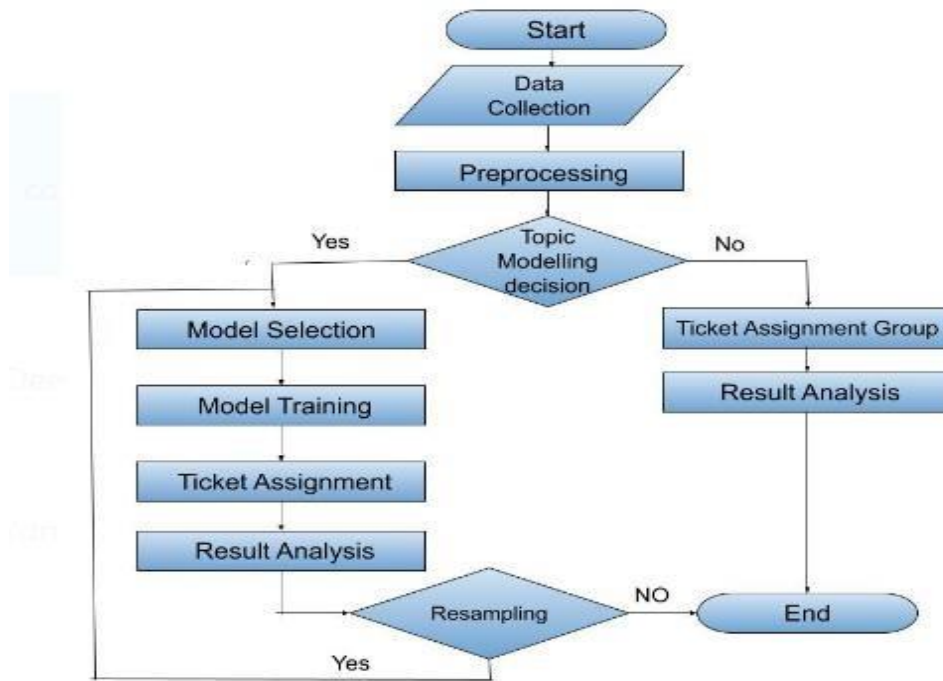 Start
Data
Collection
Preprocessing
Topic
Modelling
decision
Yes
No
Model Selection
Ticket Assignment Group
Model Training
Result Analysis
Ticket Assignment
Result Analysis
Resampling
NO
End
Yes